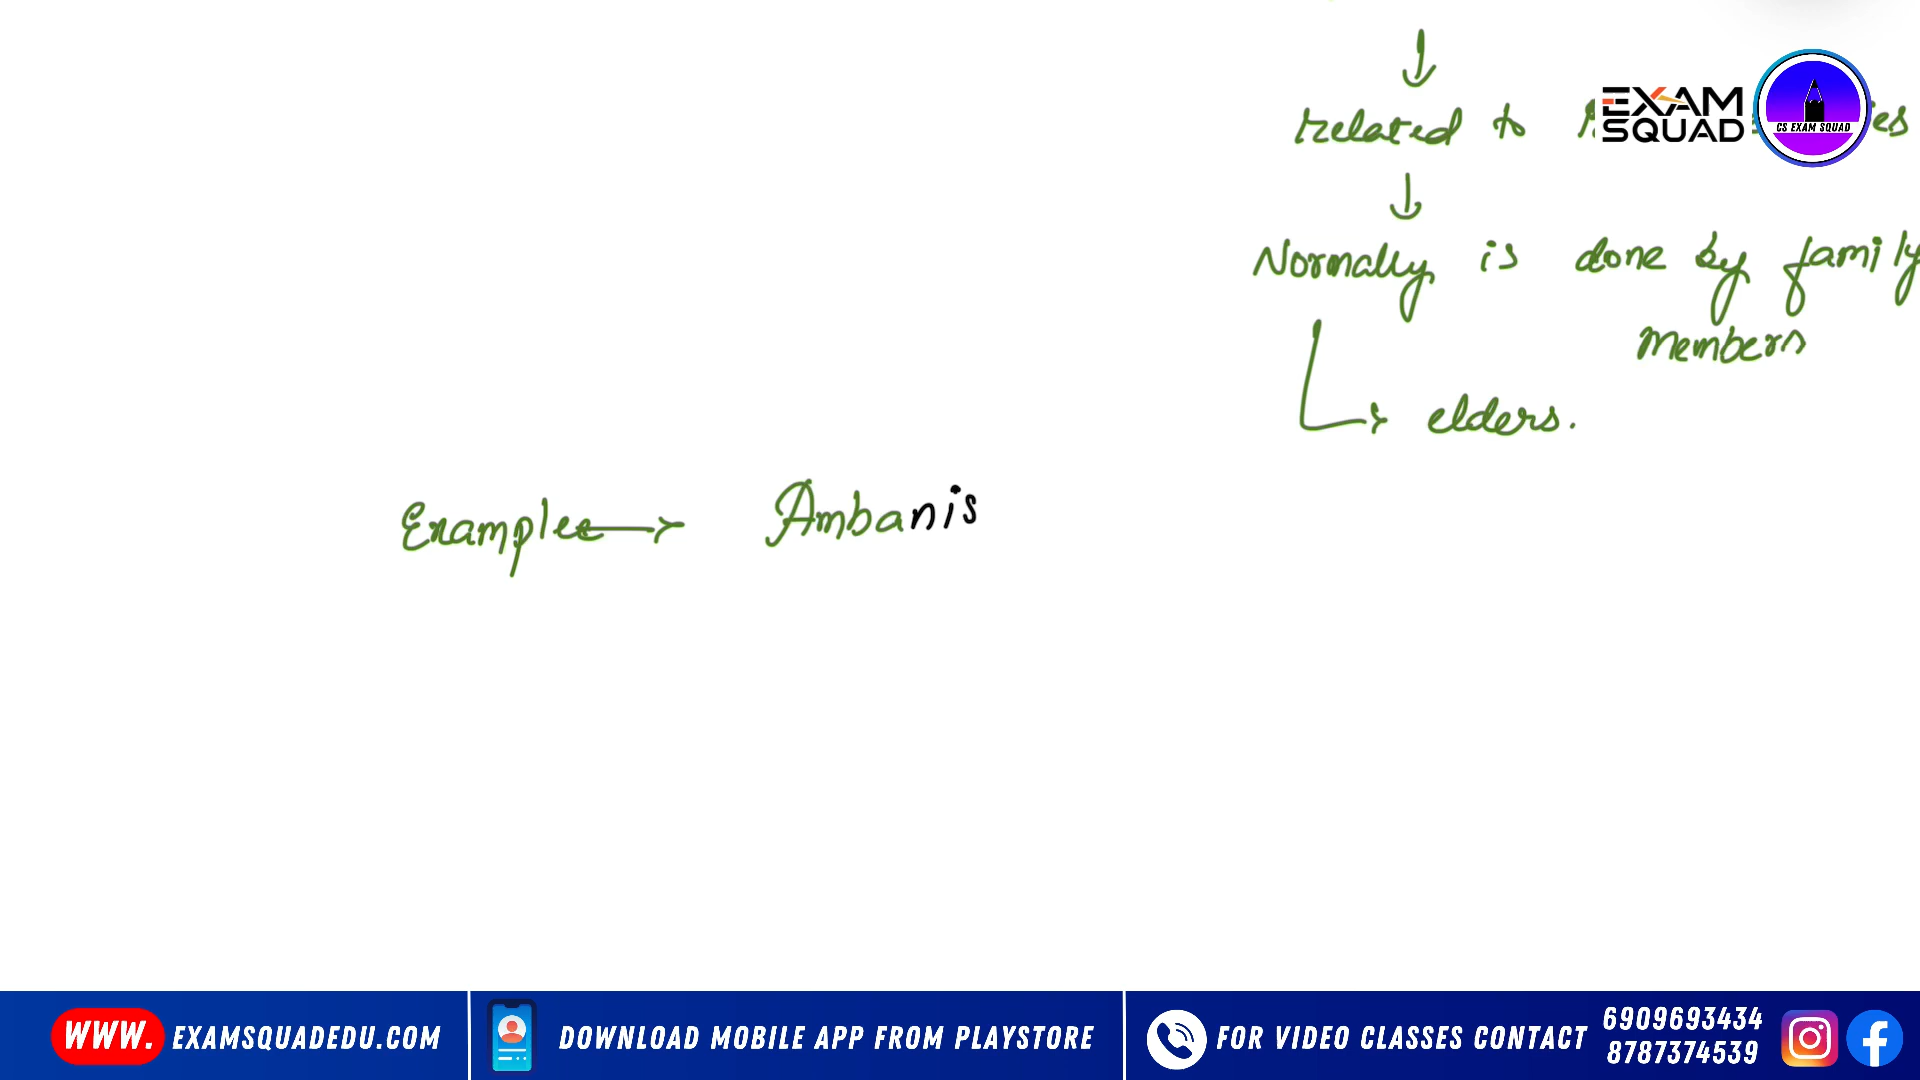 related to
EXAM
SQUAD
CS EXAM SQUAD
Normally is done by family
members
elders.
Example Ambanis
WWW. EXAMSQUADEDU.COM
DOWNLOAD MOBILE APP FROM PLAYSTORE
FOR VIDEO CLASSES CONTACT
6909693434
8787374539